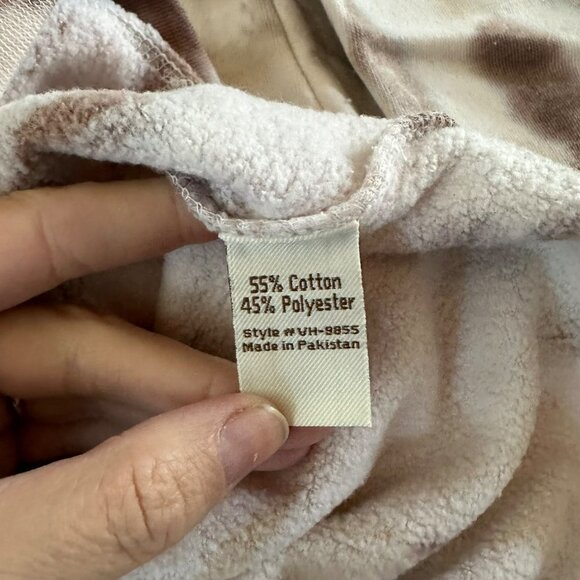 55% Cotton
45% Polyester
Style # VH-9855
Made in Pakistan